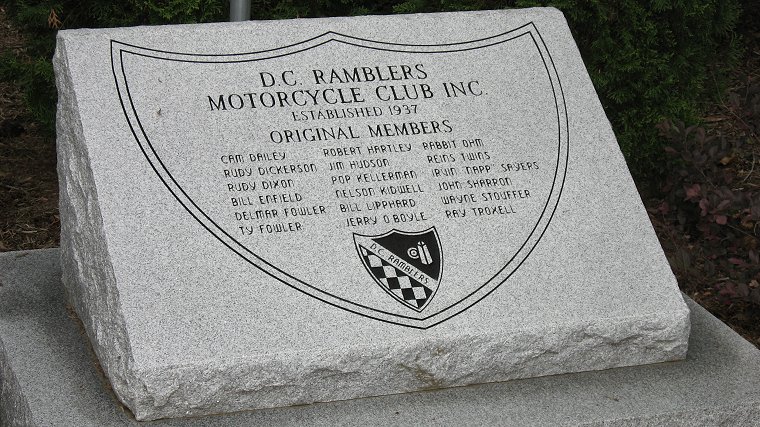 D.C. RAMBLERS
MOTORCYCLE CLUB INC.
ESTABLISHED 1937
ORIGINAL MEMBERS
CAM DAILEY ROBERT HARTLEY RABBIT OHM
RUDY DICKERSON JIM HUDSON REINS TWINS
RUDY DIXON POP KELLERMAN IRVIN "NAPP" SAYERS
BILL ENFIELD NELSON KIDWELL JOHN SHARRON
DELMAR FOWLER BILL LIPPHARD WAYNE STOUFFER
TY FOWLER JERRY O'BOYLE RAY TROXELL
D.C. RAMBLERS